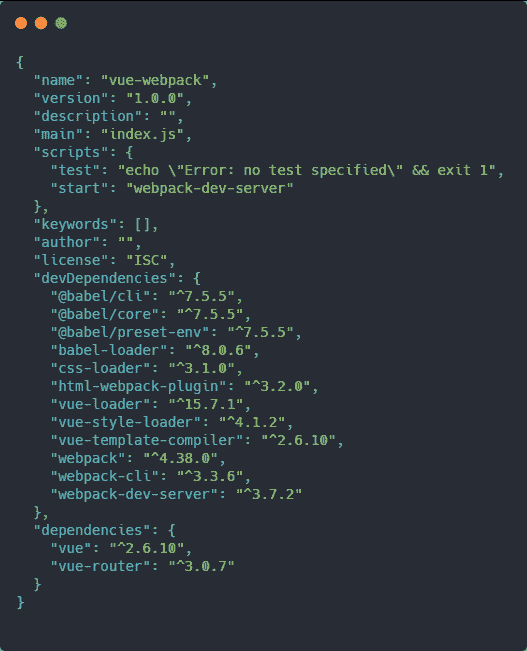 {
  "name": "vue-webpack",
  "version": "1.0.0",
  "description": "",
  "main": "index.js",
  "scripts": {
    "test": "echo \"Error: no test specified\" && exit 1",
    "start": "webpack-dev-server"
  },
  "keywords": [],
  "author": "",
  "license": "ISC",
  "devDependencies": {
    "@babel/cli": "^7.5.5",
    "@babel/core": "^7.5.5",
    "@babel/preset-env": "^7.5.5",
    "babel-loader": "^8.0.6",
    "css-loader": "^3.1.0",
    "html-webpack-plugin": "^3.2.0",
    "vue-loader": "^15.7.1",
    "vue-style-loader": "^4.1.2",
    "vue-template-compiler": "^2.6.10",
    "webpack": "^4.38.0",
    "webpack-cli": "^3.3.6",
    "webpack-dev-server": "^3.7.2"
  },
  "dependencies": {
    "vue": "^2.6.10",
    "vue-router": "^3.0.7"
  }
}